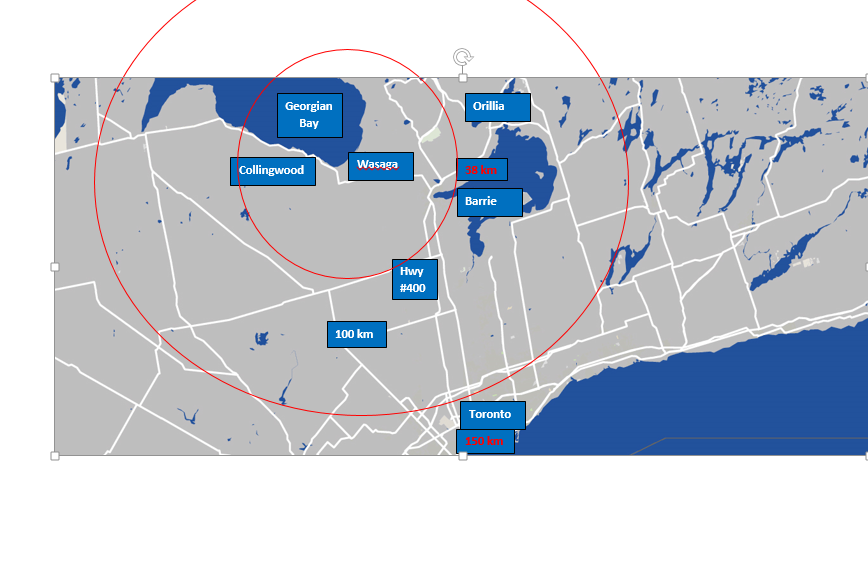 Georgian
Bay
Orillia
Wasaga
Collingwood
38 km
Barrie
Hwy
#400
100 km
Toronto
150 km